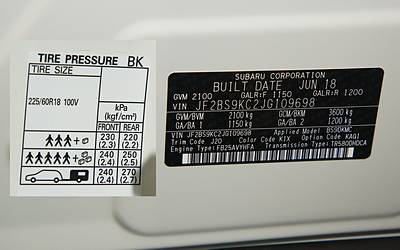 TIRE PRESSURE BK
TIRE SIZE
225/60R18 100V
kPa
(kgf/cm²)
FRONT REAR
230 220
(2.3) (2.2)
240 250
(2.4) (2.5)
240 270
(2.4) (2.7)
SUBARU CORPORATION
BUILT DATE JUN 18
GVM 2100 GALR:F 1150 GALR:R 1200
VIN JF2BS9KC2JG109698
GVM/BVM 2100 kg GCM/BKM 3600 kg
GA/BA 1 1150 kg GA/BA 2 1200 kg
VIN JF2BS9KC2JG109698 Applied Model BS9DKMC
Trim Code J20 Color Code K1X Option Code KAQ1
Engine Type FB25AVYHFA Transmission Type TR580DHDCA